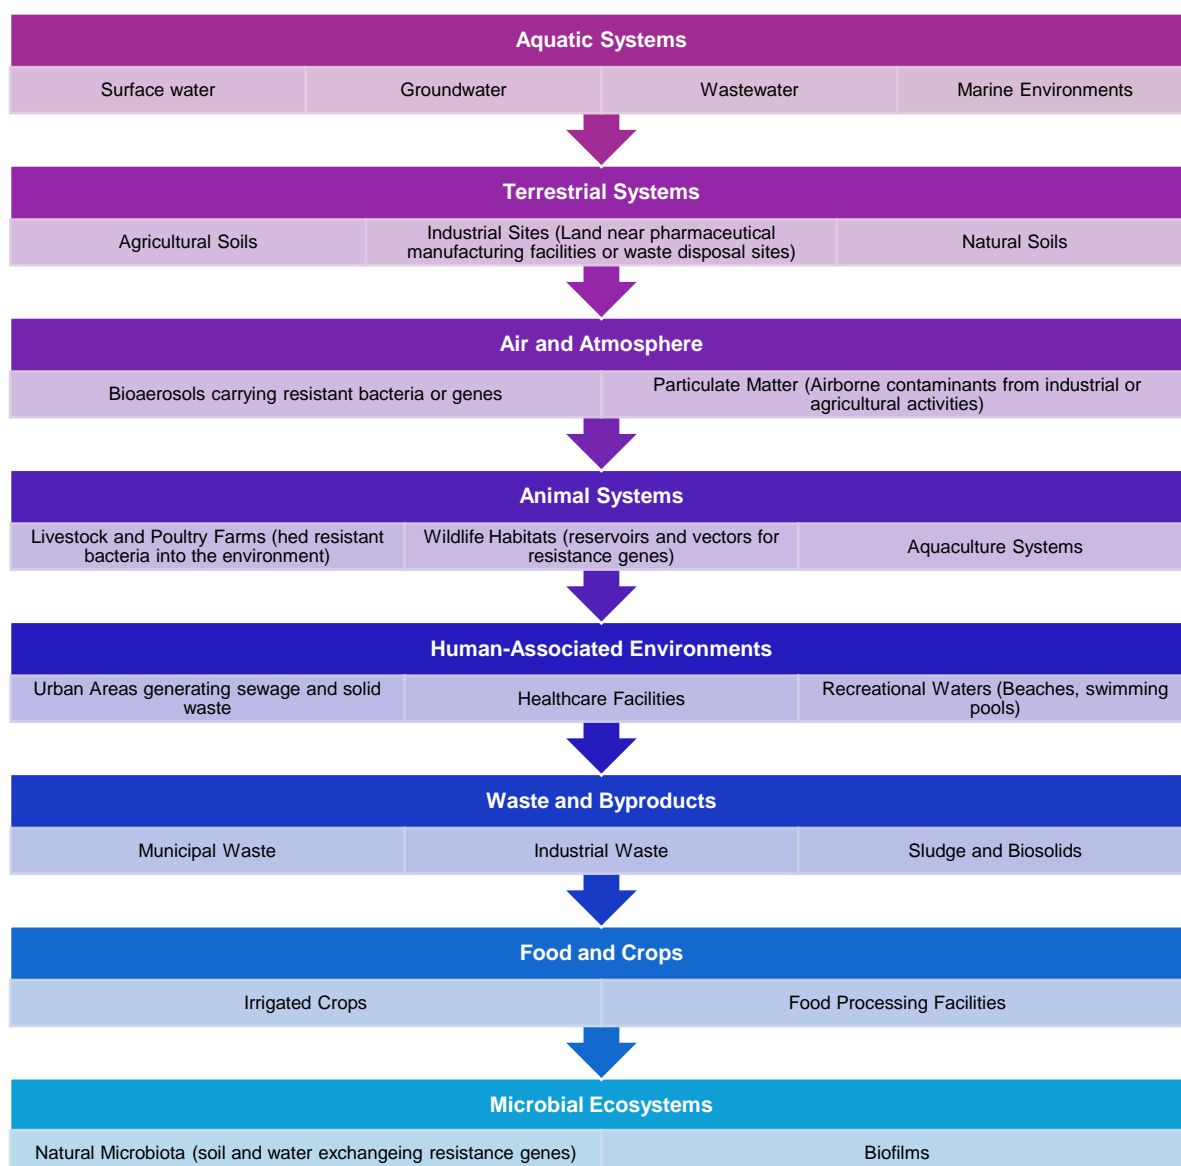 Aquatic Systems
Surface water
Groundwater
Wastewater
Marine Environments
Terrestrial Systems
Agricultural Soils
Industrial Sites (Land near pharmaceutical
manufacturing facilities or waste disposal sites)
Natural Soils
Air and Atmosphere
Bioaerosols carrying resistant bacteria or genes
Particulate Matter (Airborne contaminants from industrial or
agricultural activities)
Animal Systems
Livestock and Poultry Farms (hed resistant
bacteria into the environment)
Wildlife Habitats (reservoirs and vectors for
resistance genes)
Aquaculture Systems
Human-Associated Environments
Urban Areas generating sewage and solid
waste
Healthcare Facilities
Recreational Waters (Beaches, swimming
pools)
Waste and Byproducts
Municipal Waste
Industrial Waste
Sludge and Biosolids
Food and Crops
Irrigated Crops
Food Processing Facilities
Microbial Ecosystems
Natural Microbiota (soil and water exchangeing resistance genes)
Biofilms